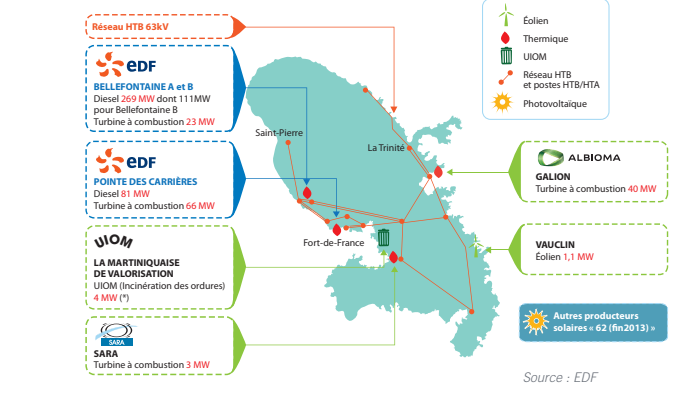 Réseau HTB 63kV
eDF
BELLEFONTAINE A et B
Diesel 269 MW dont 111MW
pour Bellefontaine B
Turbine à combustion 23 MW
eDF
POINTE DES CARRIÈRES
Diesel 81 MW
Turbine à combustion 66 MW
UIOM
LA MARTINIQUAISE
DE VALORISATION
UIOM (Incinération des ordures)
4 MW (*)
SARA
SARA
Turbine à combustion 3 MW
Saint-Pierre
La Trinité
Fort-de-France
Éolien
Thermique
UIOM
Réseau HTB
et postes HTB/HTA
Photovoltaïque
ALBIOMA
GALION
Turbine à combustion 40 MW
VAUCLIN
Éolien 1,1 MW
Autres producteurs
solaires « 62 (fin2013) »
Source : EDF